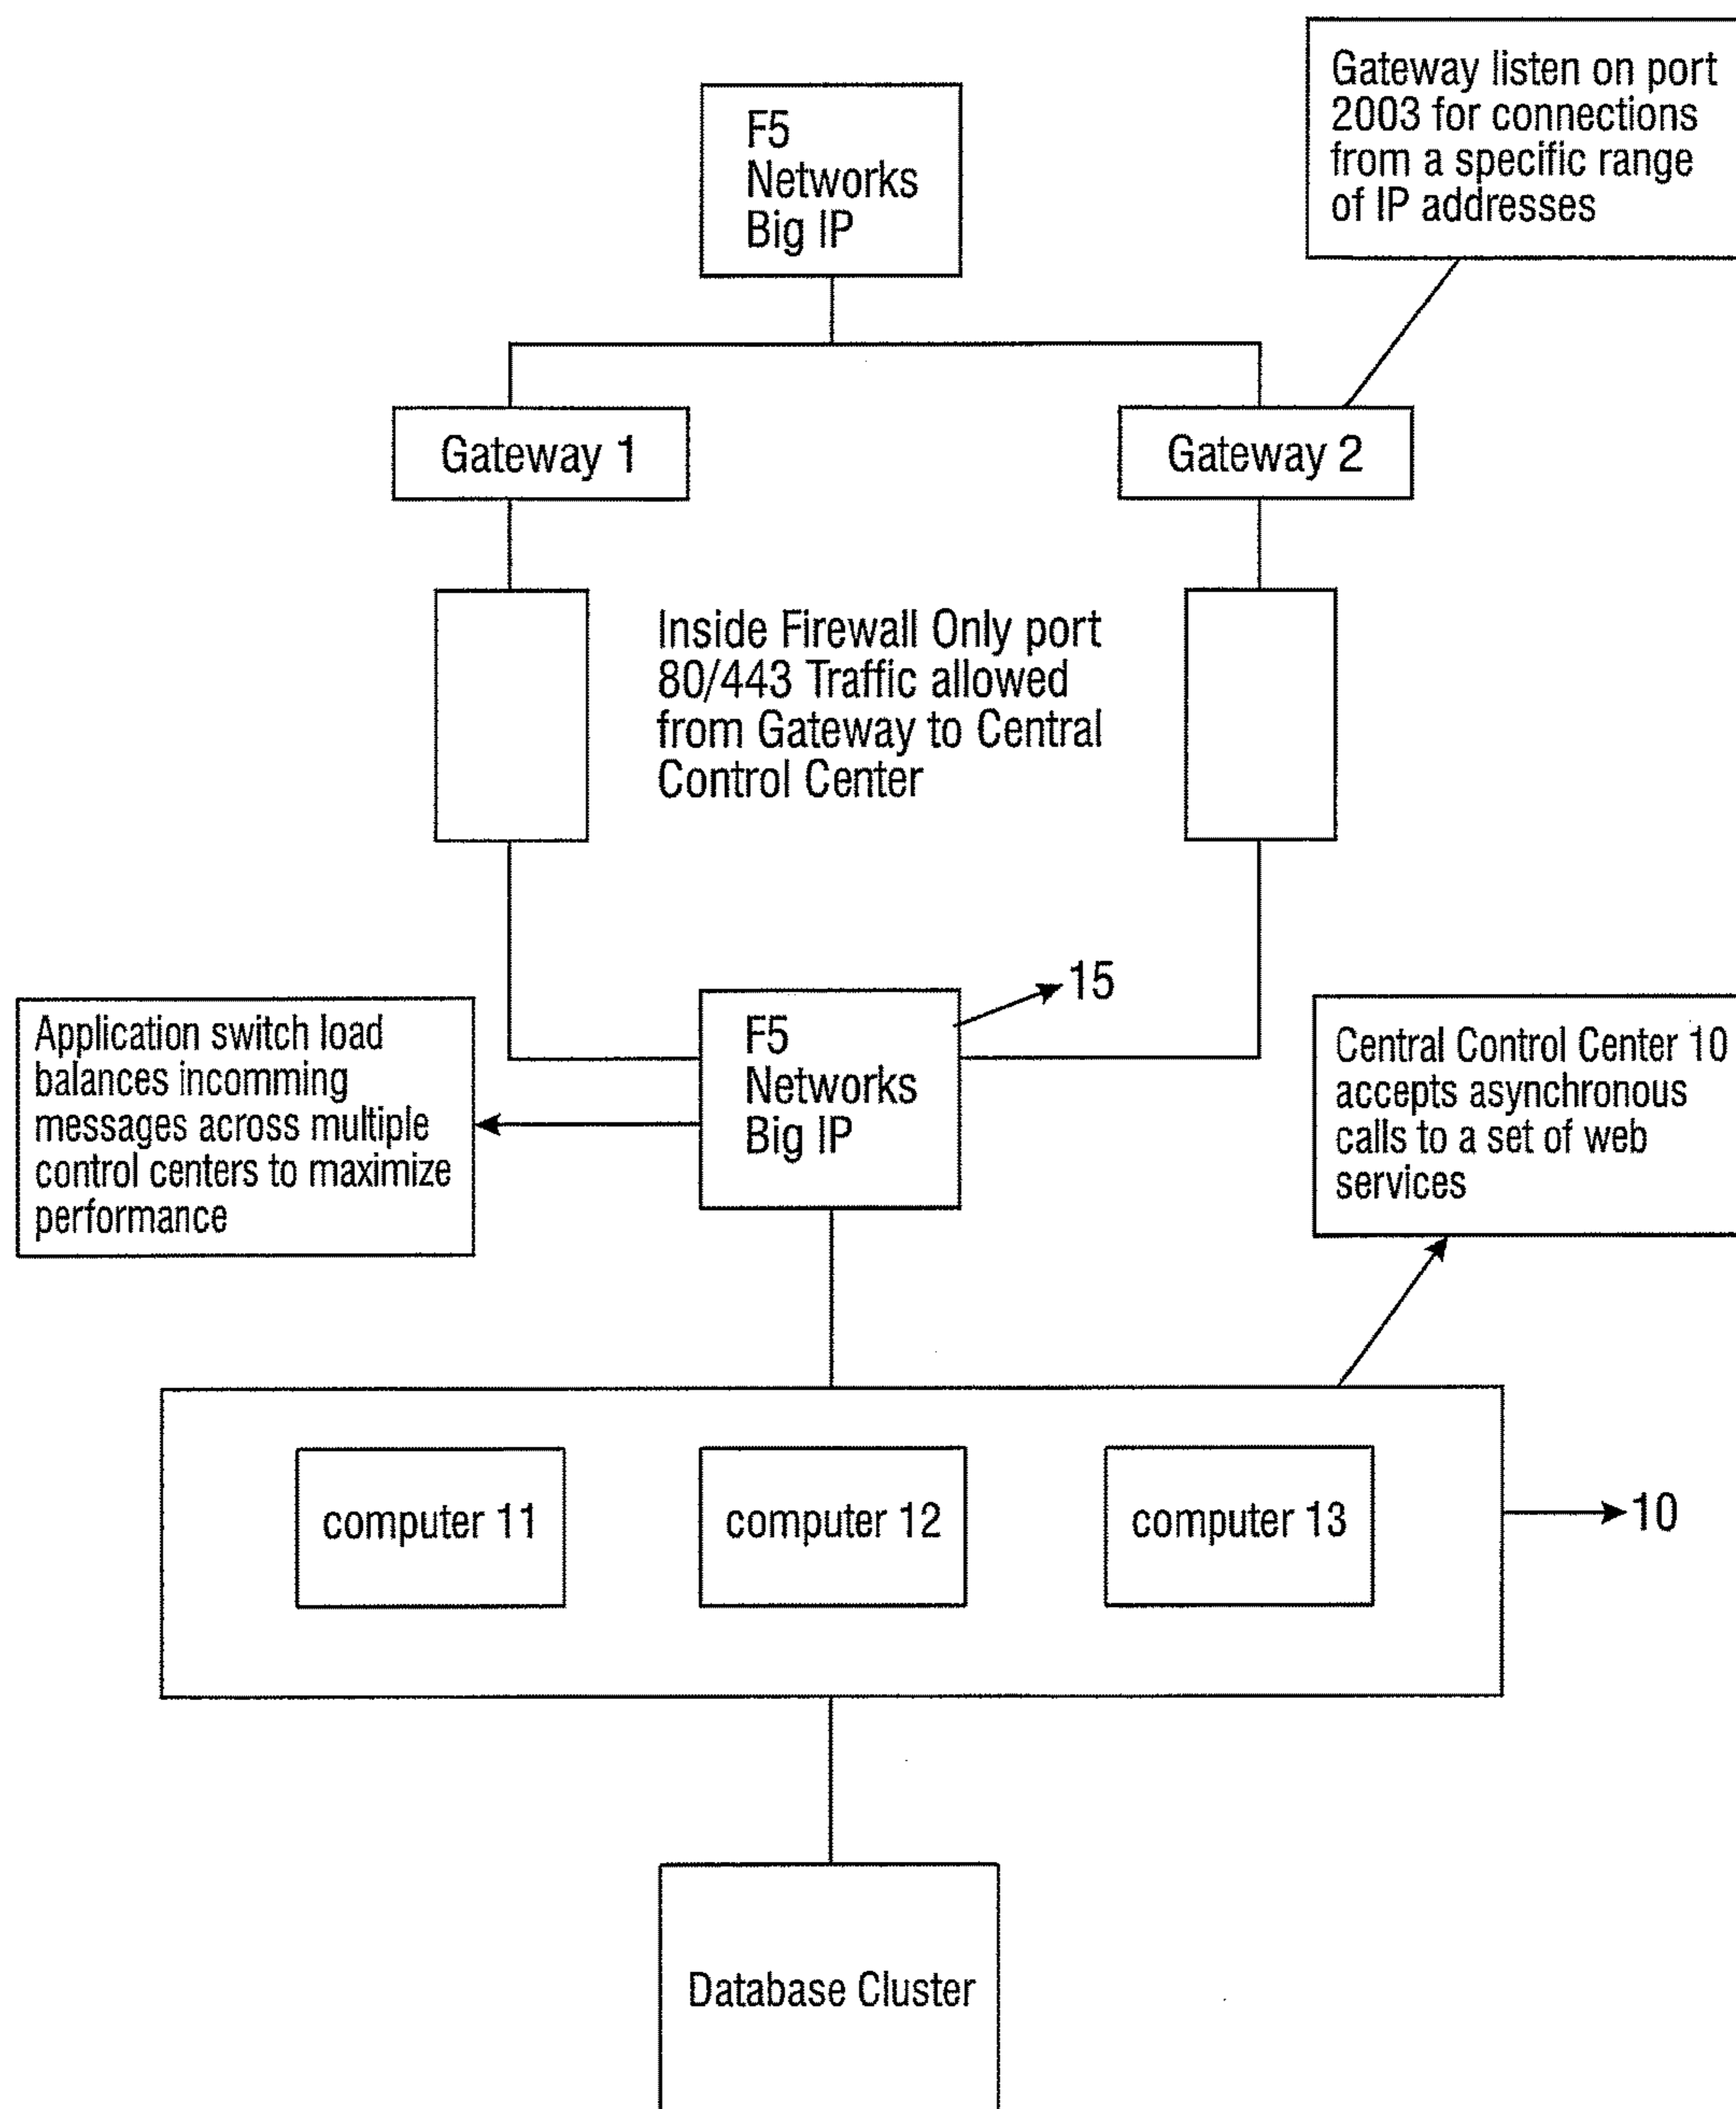 F5
Networks
Big IP
Gateway listen on port
2003 for connections
from a specific range
of IP addresses
Gateway 1
Gateway 2
Inside Firewall Only port
80/443 Traffic allowed
from Gateway to Central
Control Center
15
Application switch load
balances incomming
messages across multiple
control centers to maximize
performance
F5
Networks
Big IP
Central Control Center 10
accepts asynchronous
calls to a set of web
services
computer 11
computer 12
computer 13
10
Database Cluster